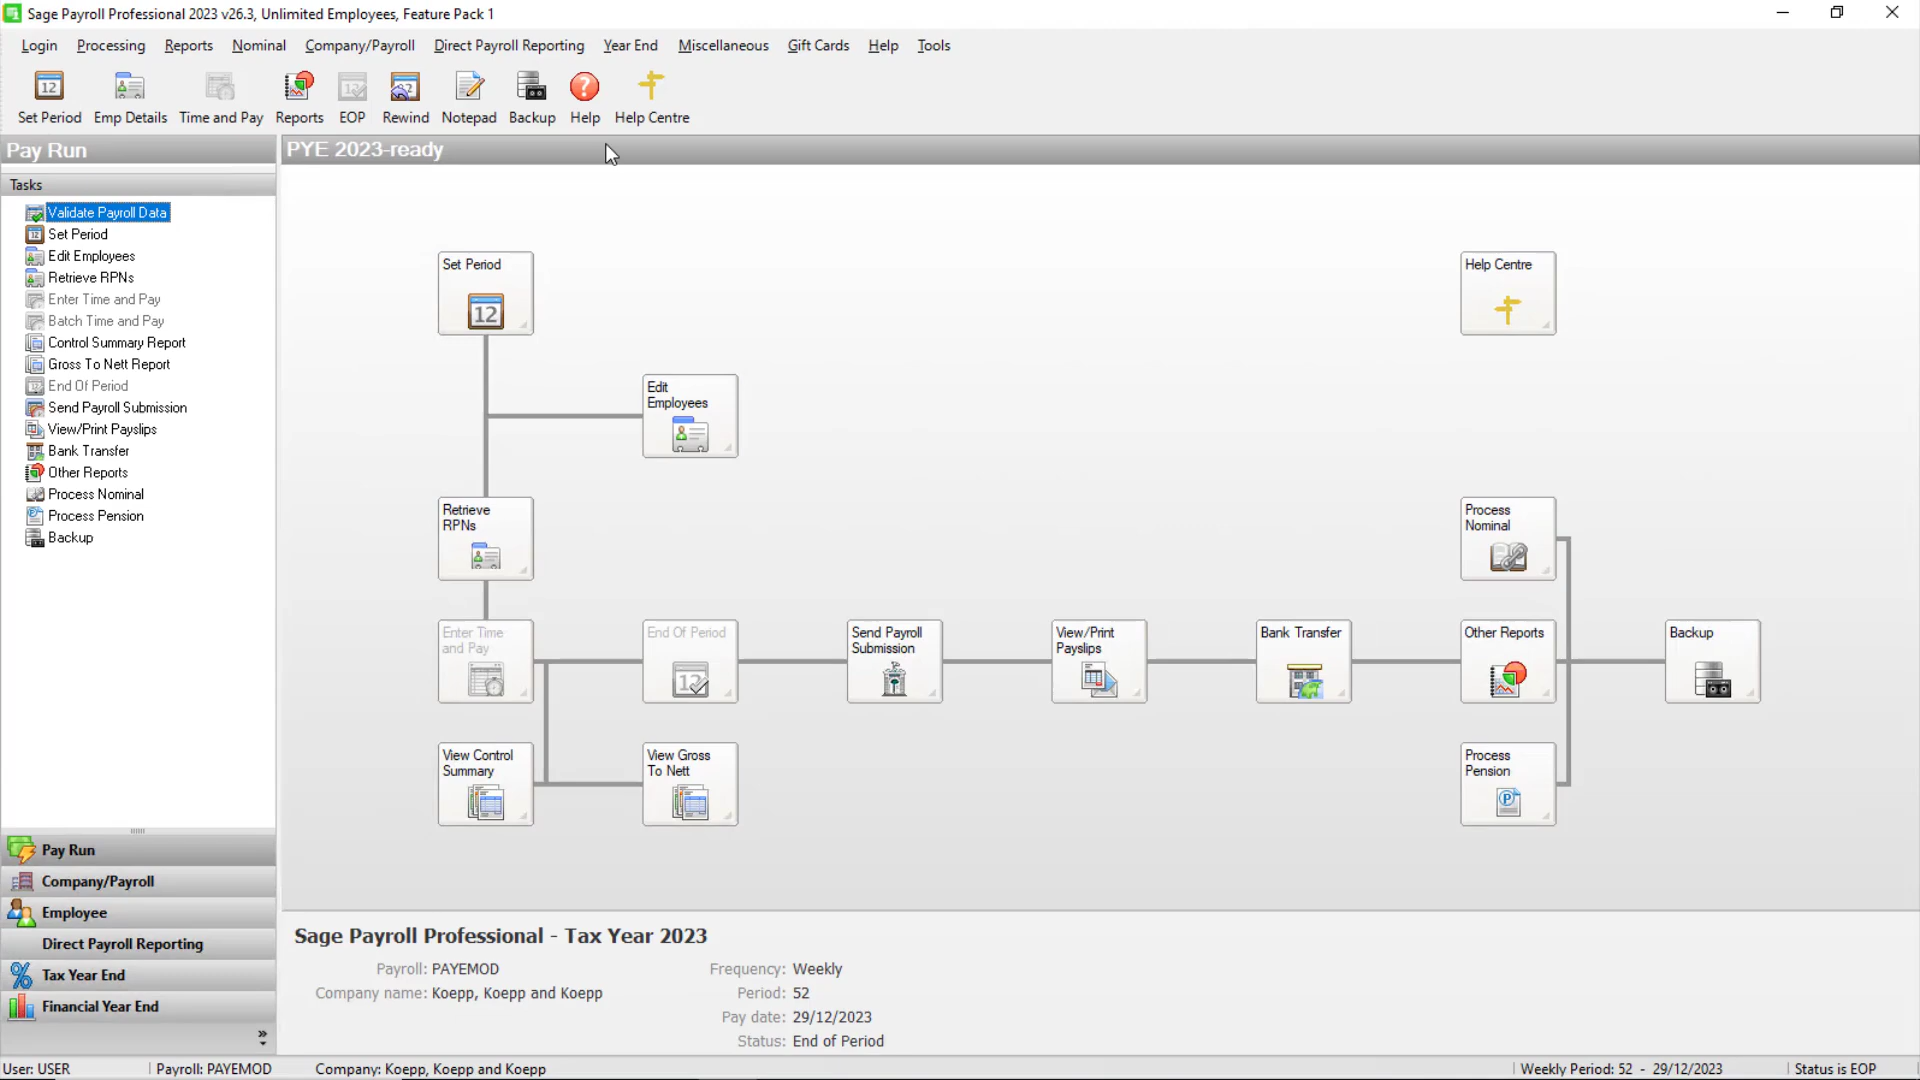 Sage Payroll Professional 2023 v26.3, Unlimited Employees, Feature Pack 1
Login Processing Reports Nominal Company/Payroll Direct Payroll Reporting Year End Miscellaneous Gift Cards Help Tools
Set Period Emp Details Time and Pay Reports EOP Rewind Notepad Backup Help Help Centre
Pay Run
PYE 2023-ready
Tasks
Validate Payroll Data
Set Period
Edit Employees
Retrieve RPNs
Enter Time and Pay
Batch Time and Pay
Control Summary Report
Gross To Nett Report
End Of Period
Send Payroll Submission
View/Print Payslips
Bank Transfer
Other Reports
Process Nominal
Process Pension
Backup
Set Period
12
Help Centre
Edit
Employees
Retrieve
RPNs
Process
Nominal
Enter Time
and Pay
End Of Period
12
Send Payroll
Submission
View/Print
Payslips
Bank Transfer
Other Reports
Backup
View Control
Summary
View Gross
To Nett
Process
Pension
P
Pay Run
Company/Payroll
Employee
Direct Payroll Reporting
Tax Year End
Financial Year End
Sage Payroll Professional - Tax Year 2023
Payroll: PAYEMOD
Company name: Koepp, Koepp and Koepp
Frequency: Weekly
Period: 52
Pay date: 29/12/2023
Status: End of Period
User: USER Payroll: PAYEMOD Company: Koepp, Koepp and Koepp Weekly Period: 52 - 29/12/2023 Status is EOP